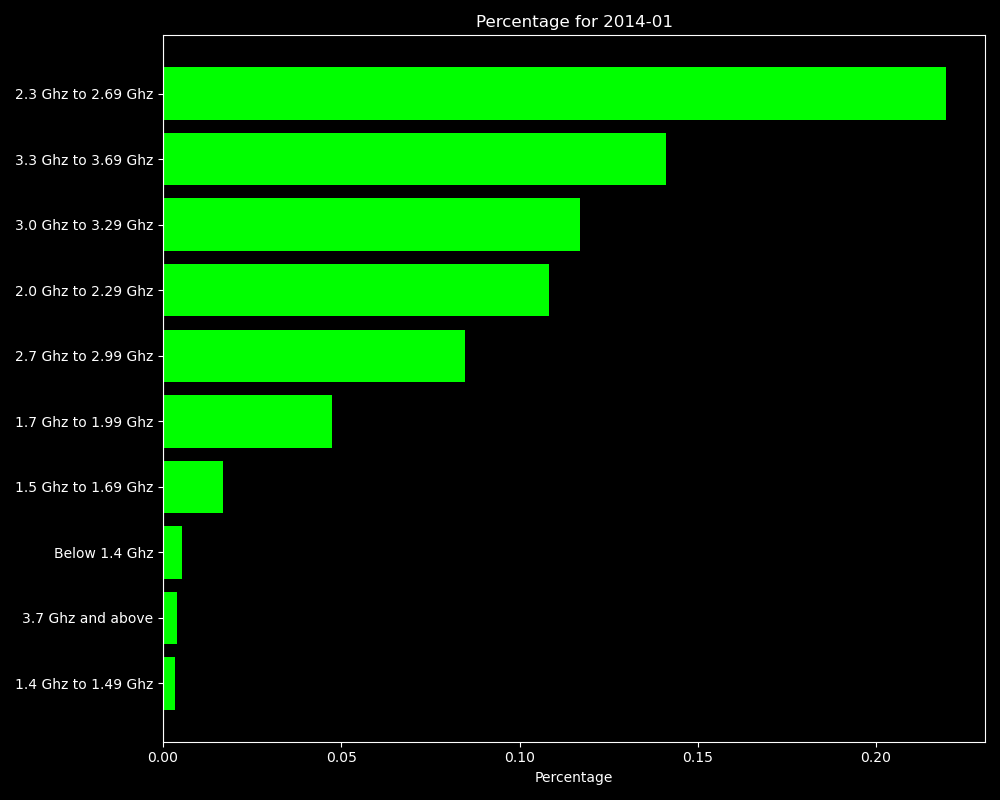 Percentage for 2014-01
2.3 Ghz to 2.69 Ghz
3.3 Ghz to 3.69 Ghz
3.0 Ghz to 3.29 Ghz
2.0 Ghz to 2.29 Ghz
2.7 Ghz to 2.99 Ghz
1.7 Ghz to 1.99 Ghz
1.5 Ghz to 1.69 Ghz
Below 1.4 Ghz
3.7 Ghz and above
1.4 Ghz to 1.49 Ghz
0.00 0.05 0.10 0.15 0.20
Percentage